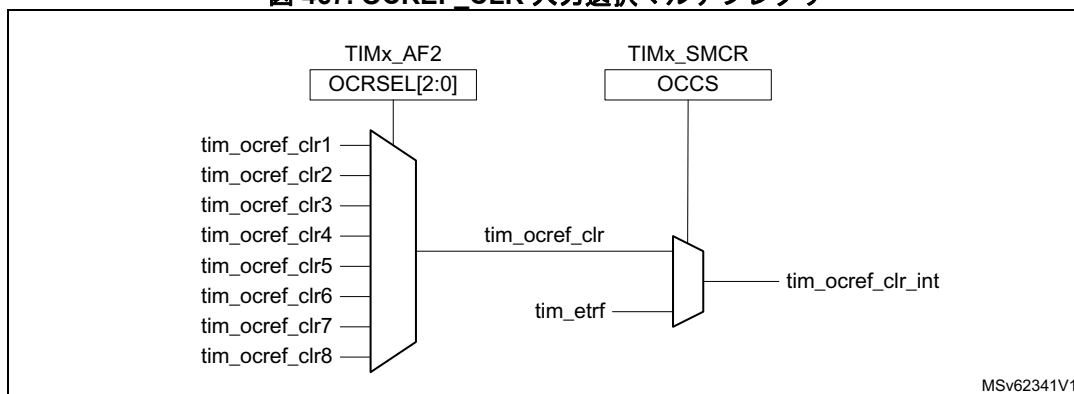 OCREF_CLR 入力選択マルチプレクサ
TIMx_AF2
TIMx_SMCR
OCRSEL[2:0]
OCCS
tim_ocref_clr1
tim_ocref_clr2
tim_ocref_clr3
tim_ocref_clr4
tim_ocref_clr5
tim_ocref_clr6
tim_ocref_clr7
tim_ocref_clr8
tim_ocref_clr
tim_etrf
tim_ocref_clr_int
MSv62341V1